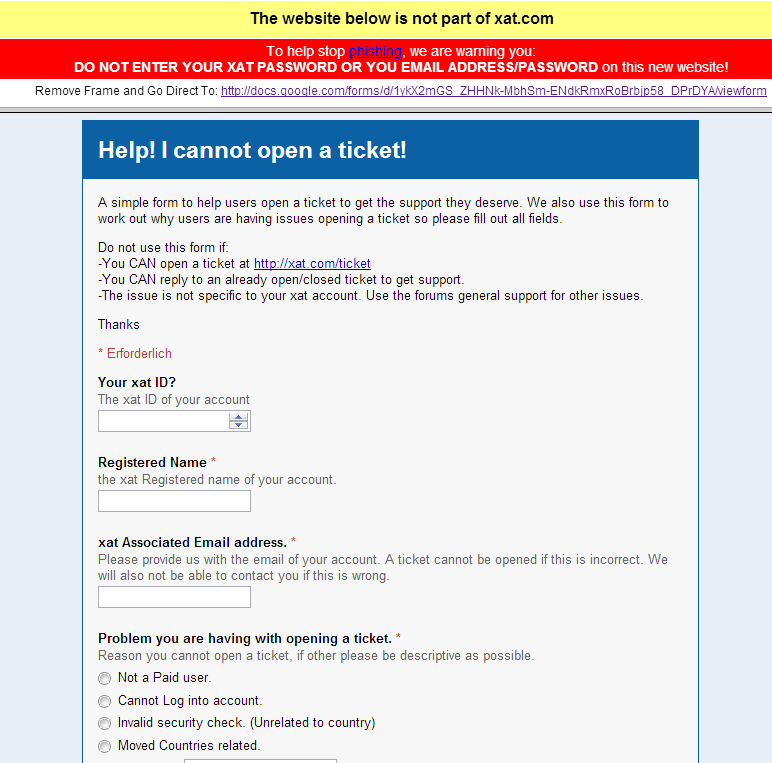 The website below is not part of xat.com
To help stop phishing, we are warning you:
DO NOT ENTER YOUR XAT PASSWORD OR YOU EMAIL ADDRESS/PASSWORD on this new website!
Remove Frame and Go Direct To: http://docs.google.com/forms/d/1vkX2mGS_ZHHNk-MbhSm-ENdkRmxRoBrbjp58_DPrDYA/viewform
Help! I cannot open a ticket!
A simple form to help users open a ticket to get the support they deserve. We also use this form to
work out why users are having issues opening a ticket so please fill out all fields.
Do not use this form if:
-You CAN open a ticket at http://xat.com/ticket
-You CAN reply to an already open/closed ticket to get support.
-The issue is not specific to your xat account. Use the forums general support for other issues.
Thanks
* Erforderlich
Your xat ID?
The xat ID of your account
Registered Name *
the xat Registered name of your account.
xat Associated Email address. *
Please provide us with the email of your account. A ticket cannot be opened if this is incorrect. We
will also not be able to contact you if this is wrong.
Problem you are having with opening a ticket. *
Reason you cannot open a ticket, if other please be descriptive as possible.
Not a Paid user.
Cannot Log into account.
Invalid security check. (Unrelated to country)
Moved Countries related.